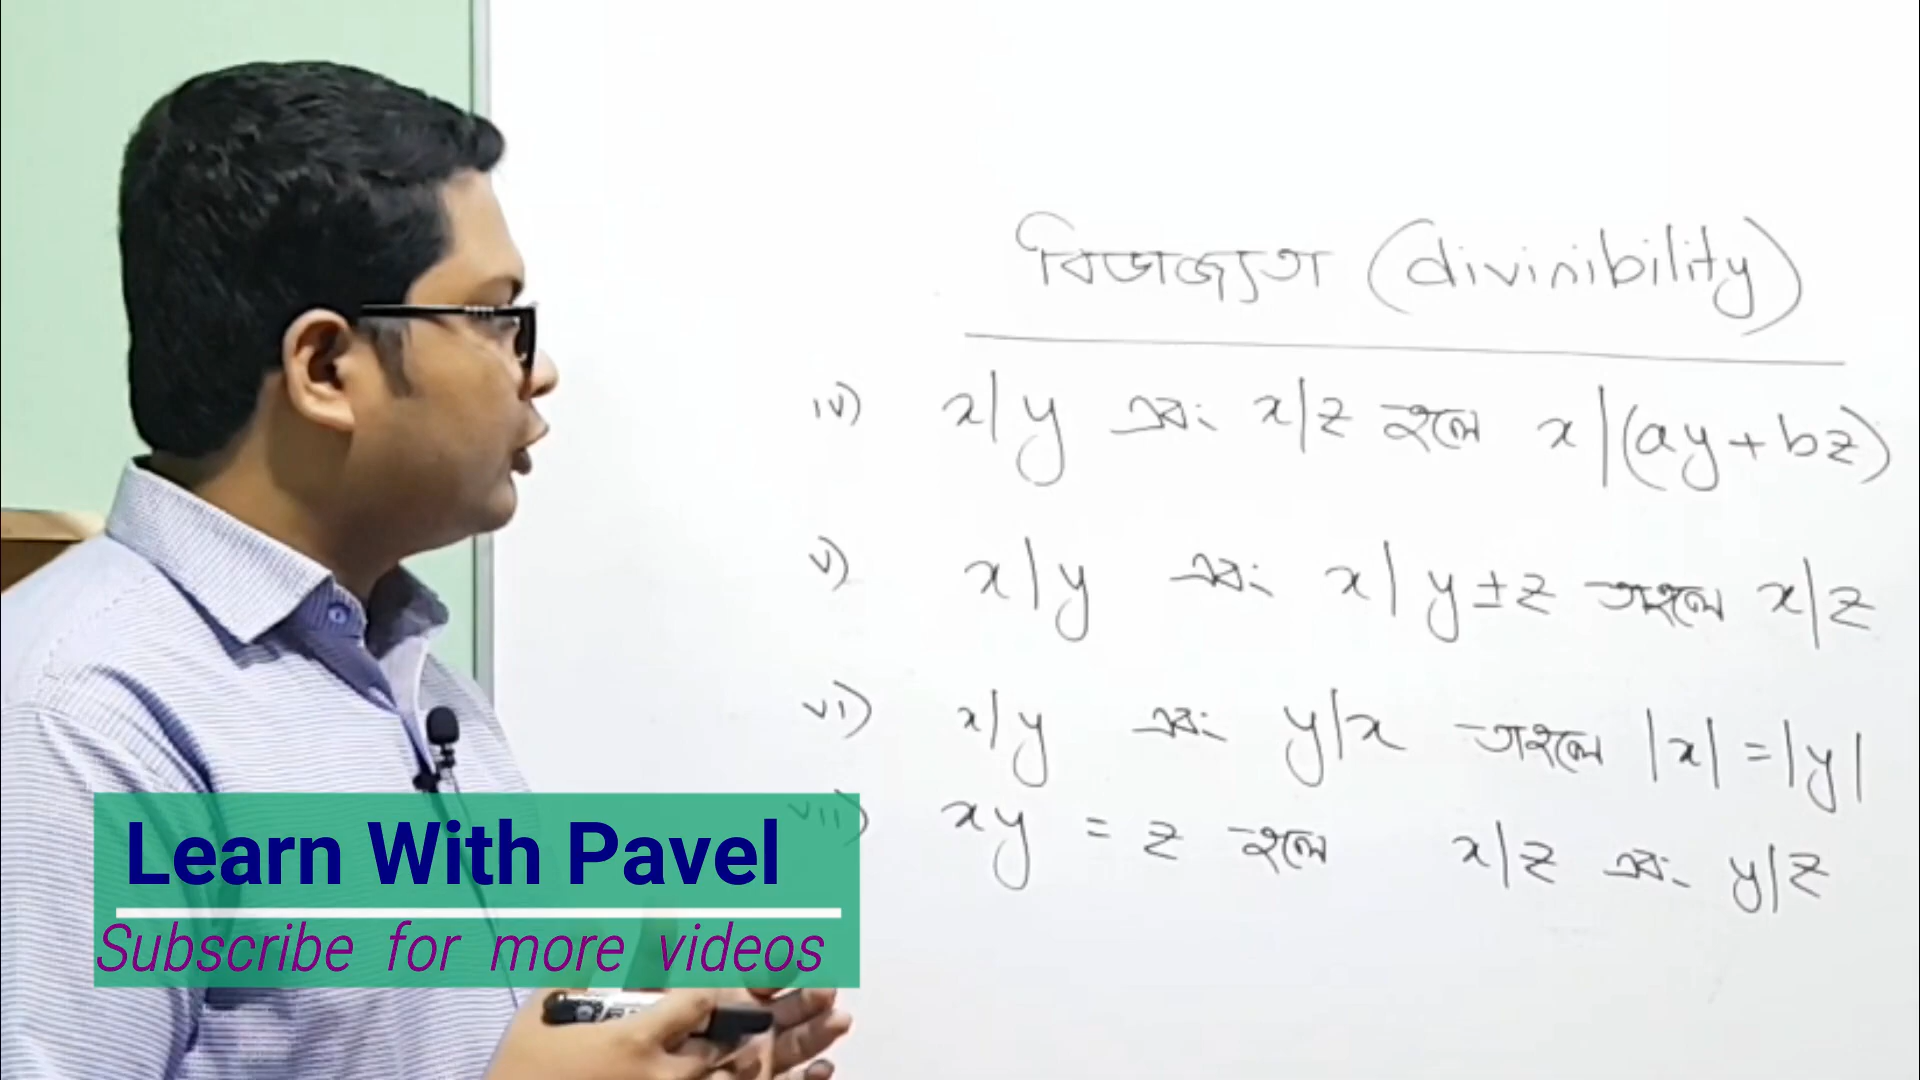 বিভাজ্যতা (divinibility)
iv) x|y এবং x|z হলে x|(ay+bz)
v) x|y এবং x|y±z তাহলে x|z
vi) x|y এবং y|x তাহলে |x|=|y|
vii) xy = z হলে x|z এবং y|z
Learn With Pavel
Subscribe for more videos